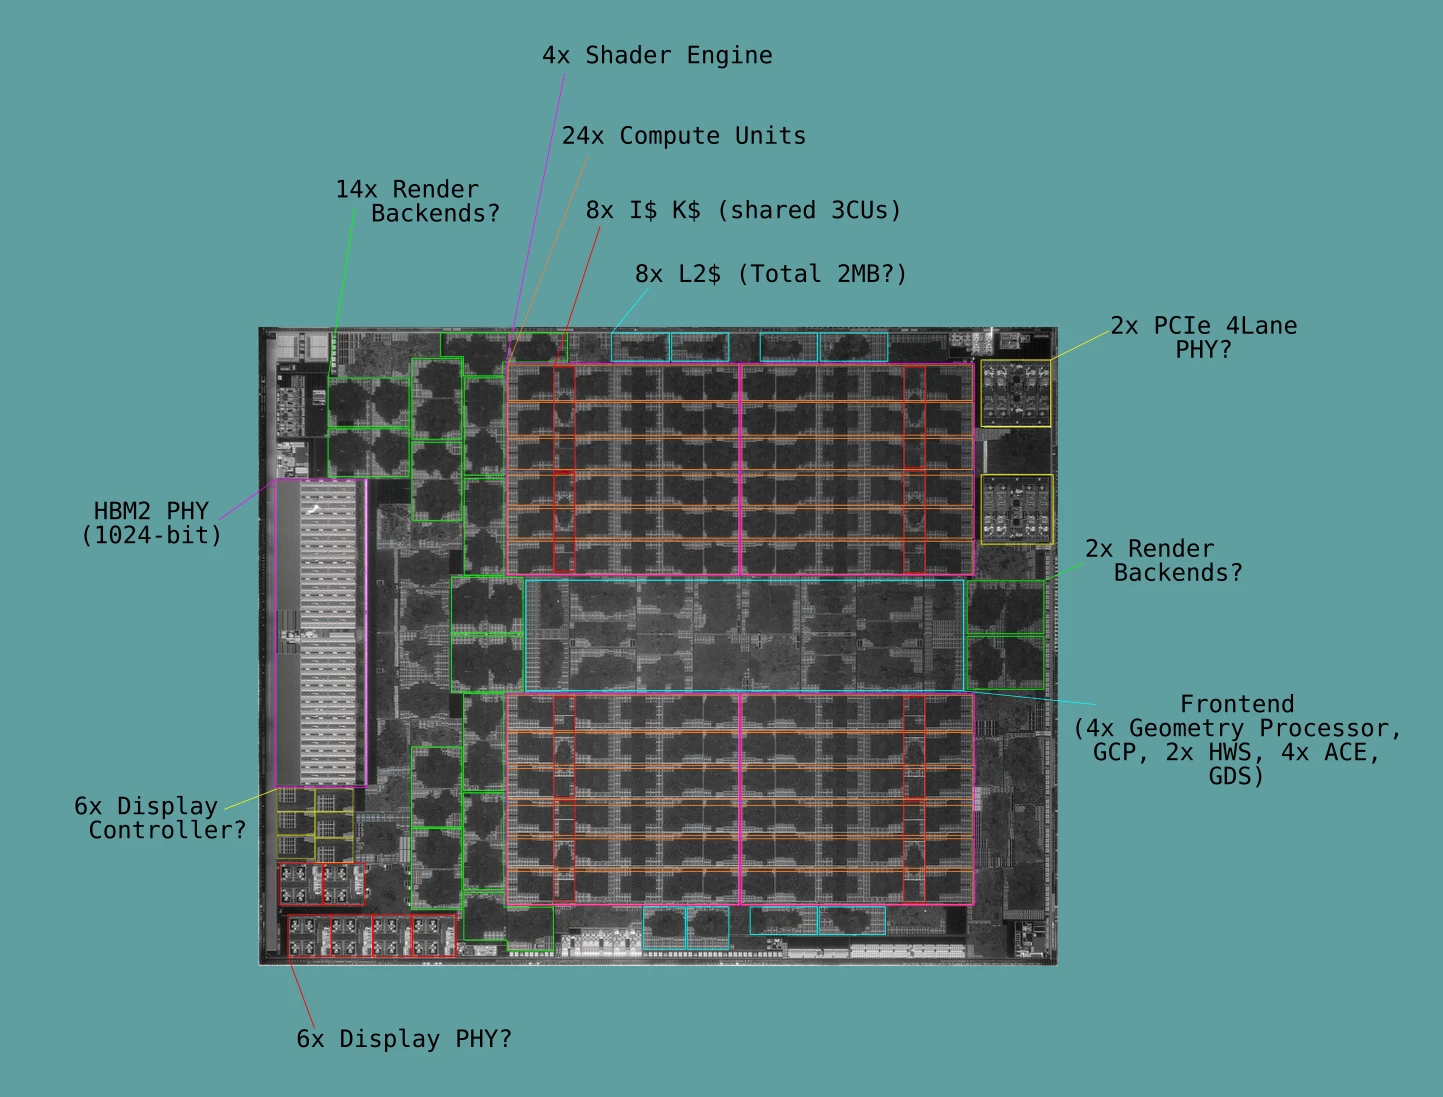 4x Shader Engine
24x Compute Units
14x Render
Backends?
8x I$ K$ (shared 3CUs)
8x L2$ (Total 2MB?)
2x PCIe 4Lane
PHY?
HBM2 PHY
(1024-bit)
2x Render
Backends?
Frontend
(4x Geometry Processor,
GCP, 2x HWS, 4x ACE,
GDS)
6x Display
Controller?
6x Display PHY?